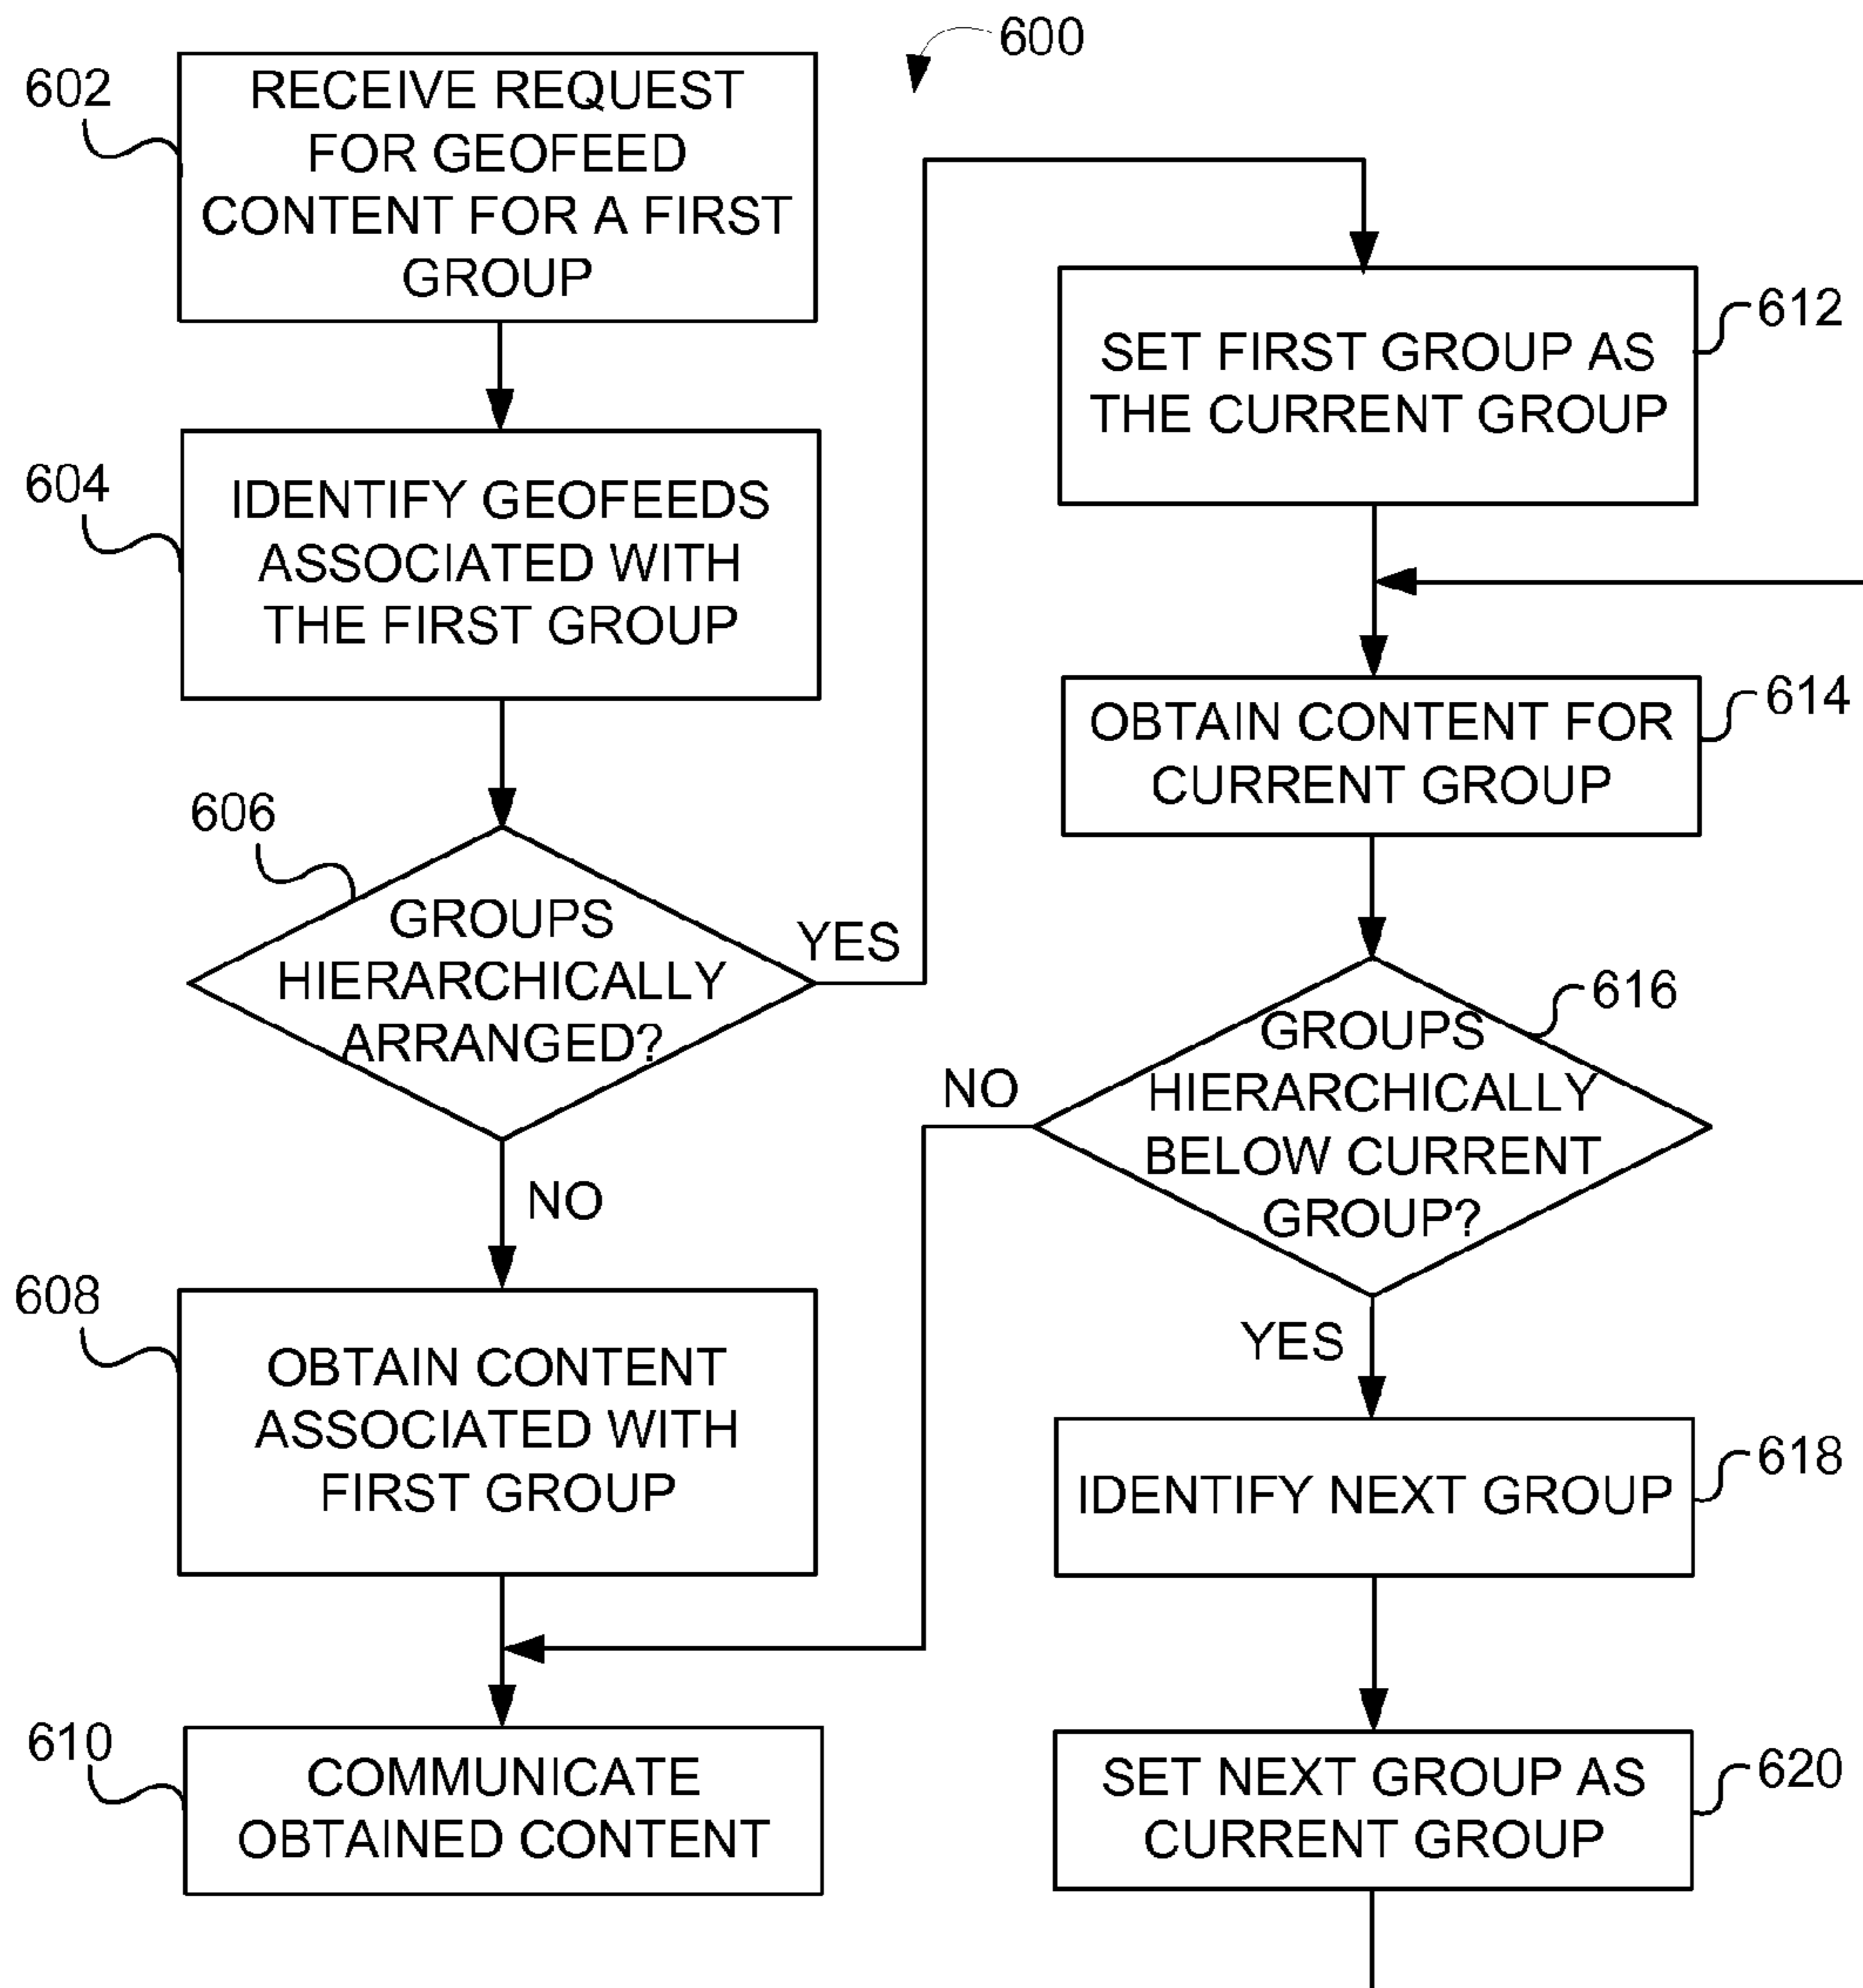 600
602
RECEIVE REQUEST
FOR GEOFEED
CONTENT FOR A FIRST
GROUP
604
IDENTIFY GEOFEEDS
ASSOCIATED WITH
THE FIRST GROUP
606
GROUPS
HIERARCHICALLY
ARRANGED?
YES
NO
608
OBTAIN CONTENT
ASSOCIATED WITH
FIRST GROUP
610
COMMUNICATE
OBTAINED CONTENT
612
SET FIRST GROUP AS
THE CURRENT GROUP
614
OBTAIN CONTENT FOR
CURRENT GROUP
616
GROUPS
HIERARCHICALLY
BELOW CURRENT
GROUP?
NO
YES
618
IDENTIFY NEXT GROUP
620
SET NEXT GROUP AS
CURRENT GROUP